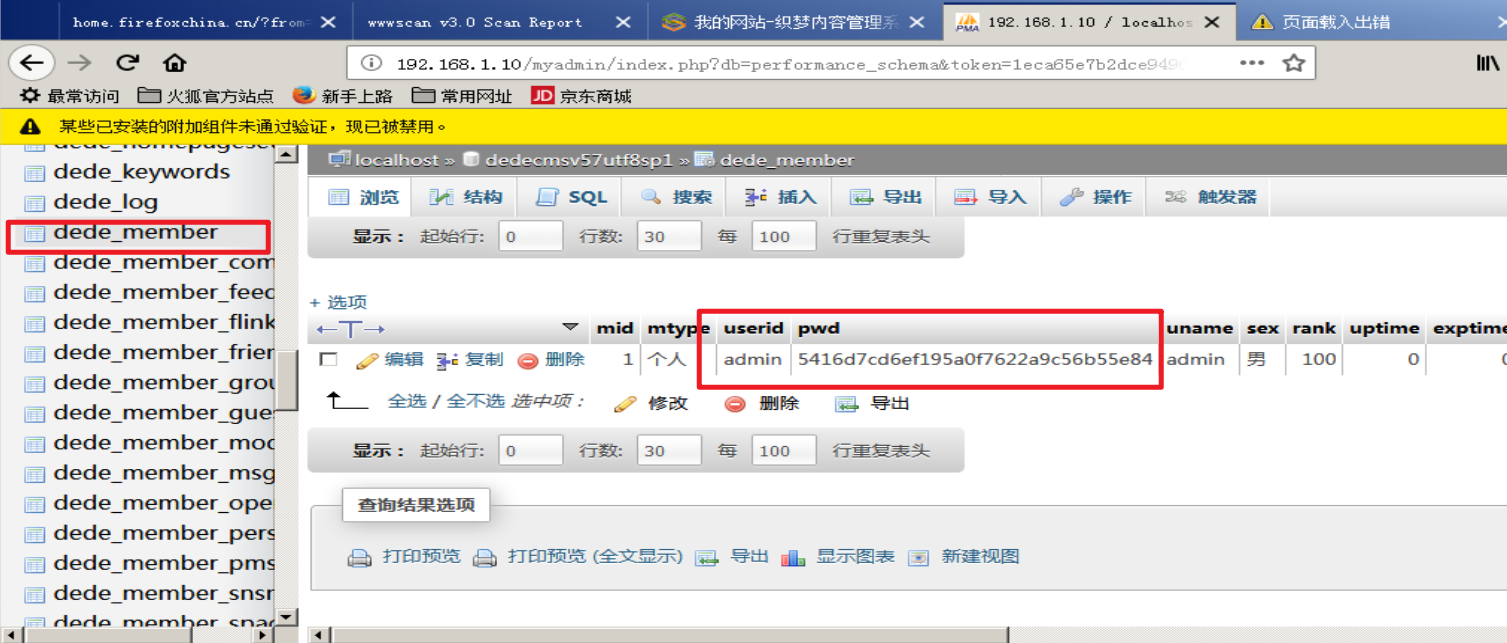 home.firefoxchina.cn/?from= wwwscan v3.0 Scan Report 我的网站-织梦内容管理系 192.168.1.10 / localhos 页面载入出错
192.168.1.10/myadmin/index.php?db=performance_schema&token=1eca65e7b2dce949
最常访问 火狐官方站点 新手上路 常用网址 JD 京东商城
某些已安装的附加组件未通过验证，现已被禁用。
dede_homepageset
dede_keywords
dede_log
dede_member
dede_member_com
dede_member_feed
dede_member_flink
dede_member_frien
dede_member_grou
dede_member_gues
dede_member_mod
dede_member_msg
dede_member_ope
dede_member_pers
dede_member_pms
dede_member_snsm
dede_member_spac
localhost » dedecmsv57utf8sp1 » dede_member
浏览 结构 SQL 搜索 插入 导出 导入 操作 触发器
显示： 起始行: 0 行数: 30 每 100 行重复表头
+ 选项
←T→ mid mtype userid pwd uname sex rank uptime exptime
编辑 复制 删除 1 个人 admin 5416d7cd6ef195a0f7622a9c56b55e84 admin 男 100 0 0
全选 / 全不选 选中项： 修改 删除 导出
显示： 起始行: 0 行数: 30 每 100 行重复表头
查询结果选项
打印预览 打印预览 (全文显示) 导出 显示图表 新建视图